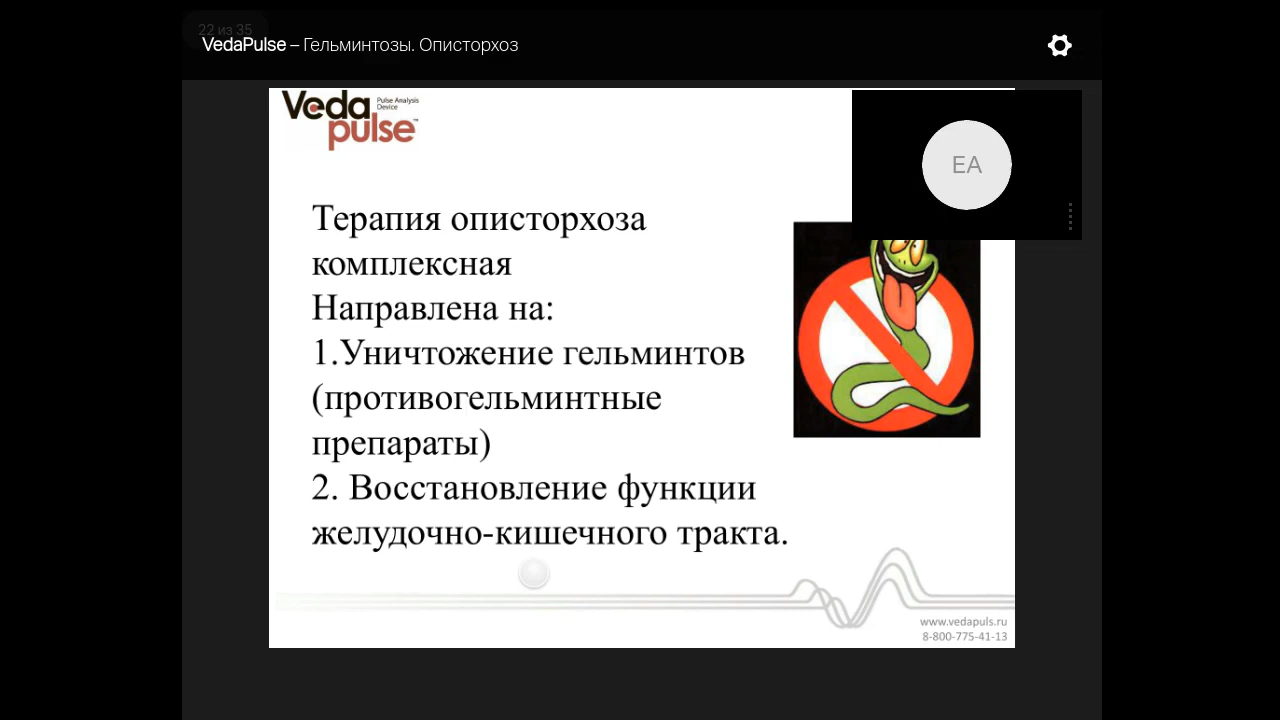 22 из 35
VedaPulse – Гельминтозы. Описторхоз
Veda
Pulse Analysis
Device
pulse™
EA
Терапия описторхоза
комплексная
Направлена на:
1.Уничтожение гельминтов
(противогельминтные
препараты)
2. Восстановление функции
желудочно-кишечного тракта.
www.vedapuls.ru
8-800-775-41-13